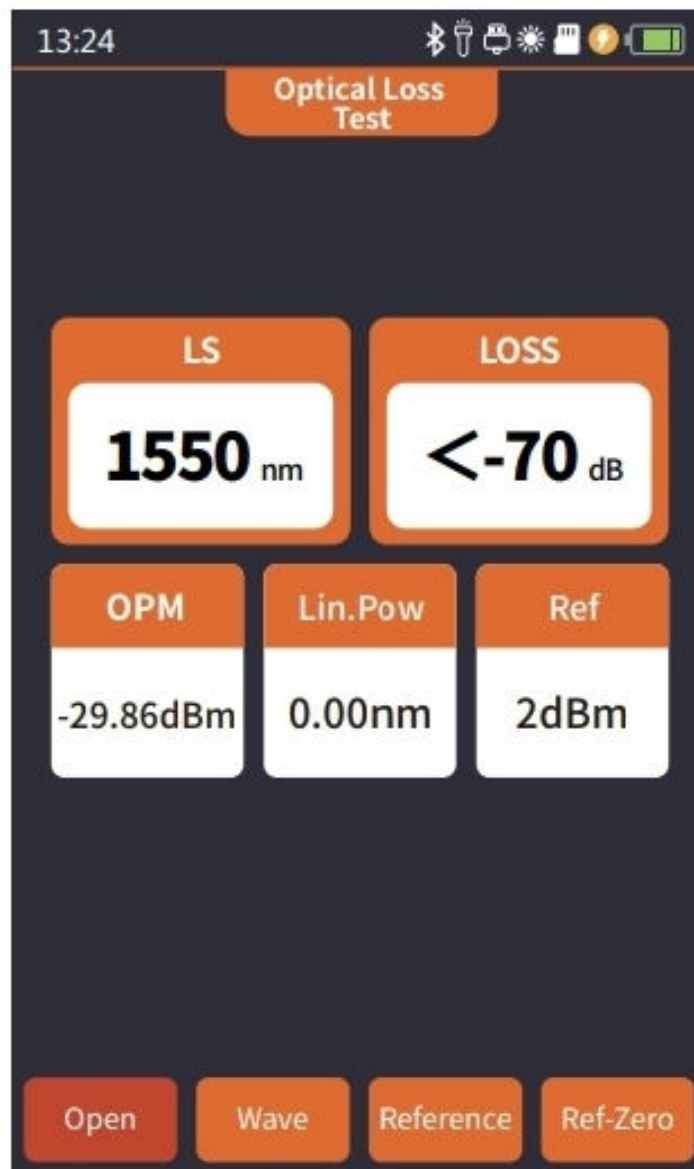 13:24
Optical Loss
Test
LS
LOSS
1550 nm
<-70 dB
OPM
Lin.Pow
Ref
-29.86dBm
0.00nm
2dBm
Open
Wave
Reference
Ref-Zero